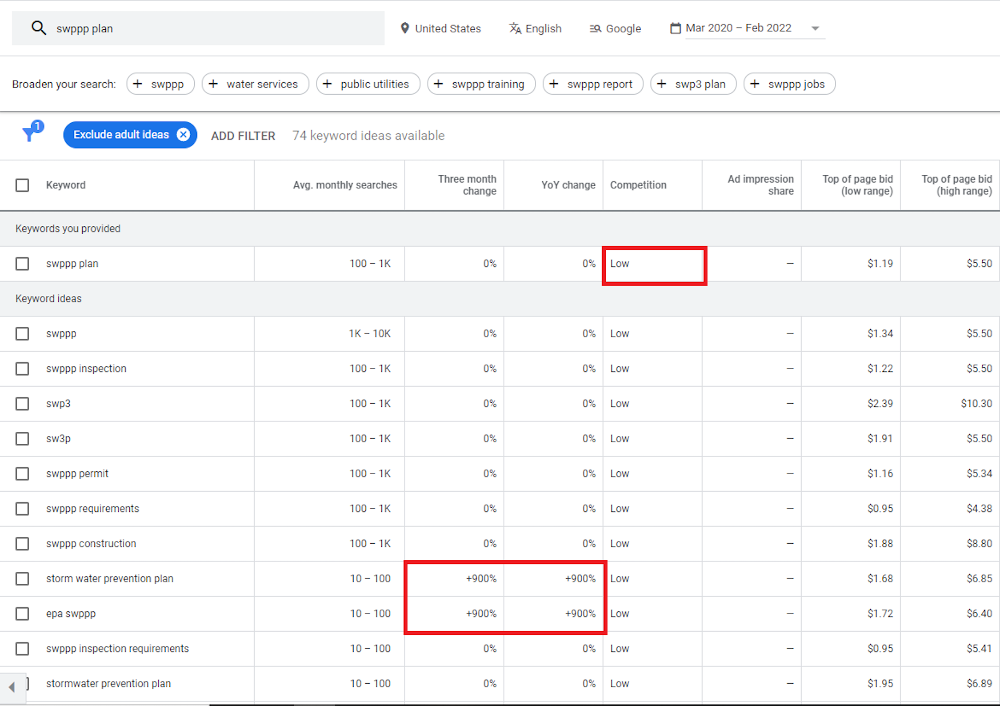 swppp plan United States English Google Mar 2020 – Feb 2022
Broaden your search: + swppp + water services + public utilities + swppp training + swppp report + swp3 plan + swppp jobs
1 Exclude adult ideas ADD FILTER 74 keyword ideas available
Keyword Avg. monthly searches Three month change YoY change Competition Ad impression share Top of page bid (low range) Top of page bid (high range)
Keywords you provided
swppp plan 100 – 1K 0% 0% Low — $1.19 $5.50
Keyword ideas
swppp 1K – 10K 0% 0% Low — $1.34 $5.50
swppp inspection 100 – 1K 0% 0% Low — $1.22 $5.50
swp3 100 – 1K 0% 0% Low — $2.39 $10.30
sw3p 100 – 1K 0% 0% Low — $1.91 $5.50
swppp permit 100 – 1K 0% 0% Low — $1.16 $5.34
swppp requirements 100 – 1K 0% 0% Low — $0.95 $4.38
swppp construction 100 – 1K 0% 0% Low — $1.88 $8.80
storm water prevention plan 10 – 100 +900% +900% Low — $1.68 $6.85
epa swppp 10 – 100 +900% +900% Low — $1.72 $6.40
swppp inspection requirements 10 – 100 0% 0% Low — $0.95 $5.41
stormwater prevention plan 10 – 100 0% 0% Low — $1.95 $6.89